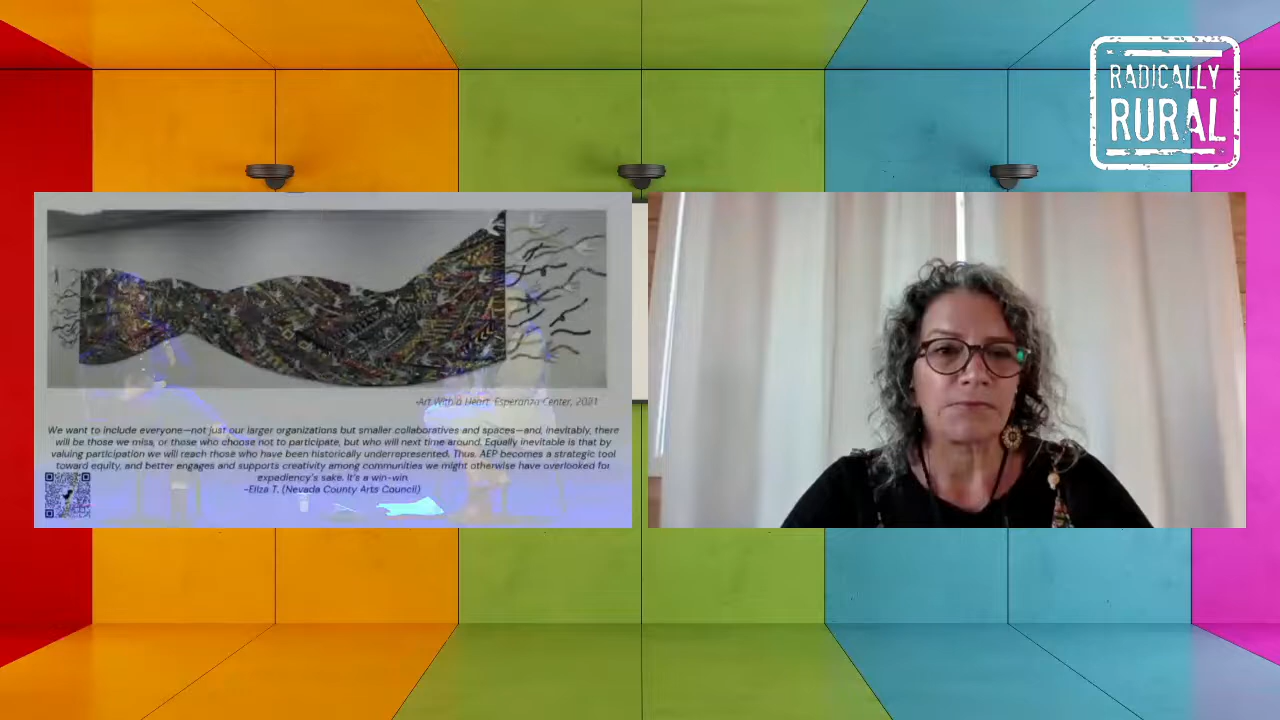 RADICALLY
RURAL
-Art With a Heart: Esperanza Center, 2021
We want to include everyone—not just our larger organizations but smaller collaboratives and spaces—and, inevitably, there
will be those we miss, or those who choose not to participate, but who will next time around. Equally inevitable is that by
valuing participation we will reach those who have been historically underrepresented. Thus, AEP becomes a strategic tool
toward equity, and better engages and supports creativity among communities we might otherwise have overlooked for
expediency's sake. It's a win-win.
-Eliza T. (Nevada County Arts Council)